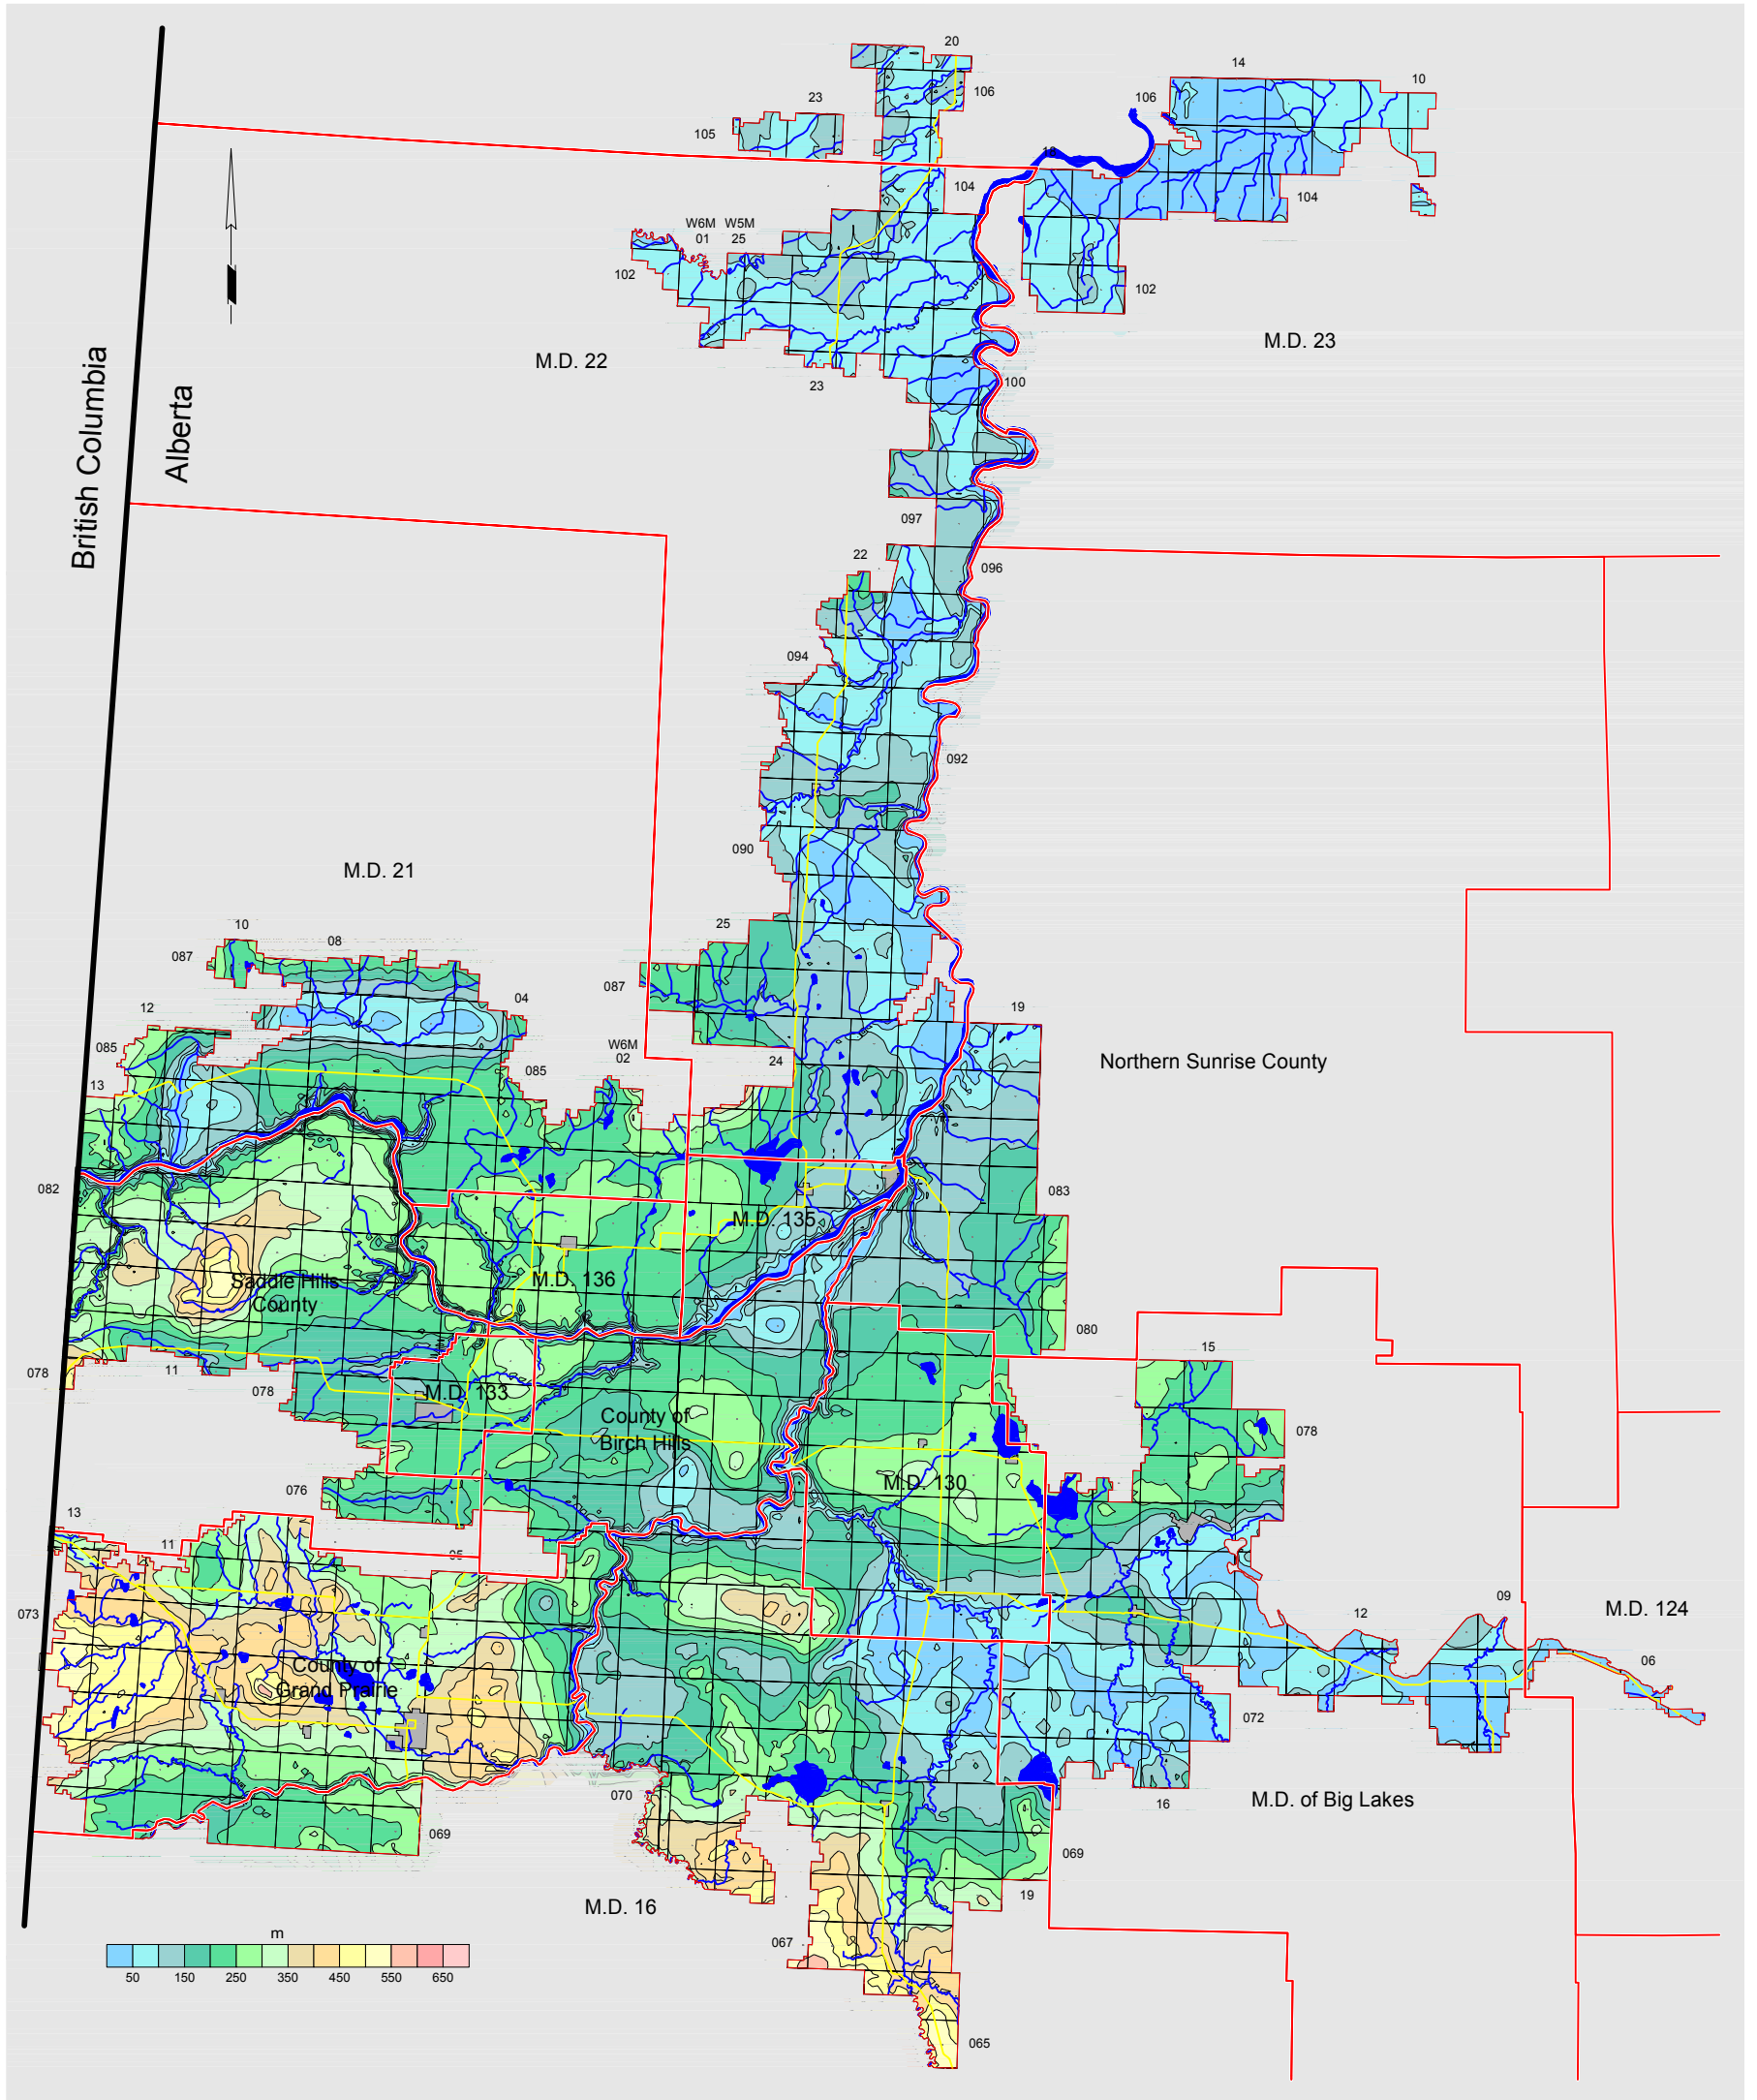 20
14
10
106
23
106
105
18
104
104
W6M
W5M
01
25
102
102
M.D. 23
M.D. 22
100
23
British Columbia
Alberta
097
22
096
094
092
090
M.D. 21
25
10
08
087
087
04
12
19
W6M
02
085
24
Northern Sunrise County
13
085
082
083
M.D. 135
M.D. 136
Saddle Hills
County
080
15
11
078
078
M.D. 133
County of
Birch Hills
078
M.D. 130
076
13
11
05
09
073
12
M.D. 124
County of
Grand Prairie
06
072
070
16
M.D. of Big Lakes
069
069
19
M.D. 16
m
067
50
150
250
350
450
550
650
065